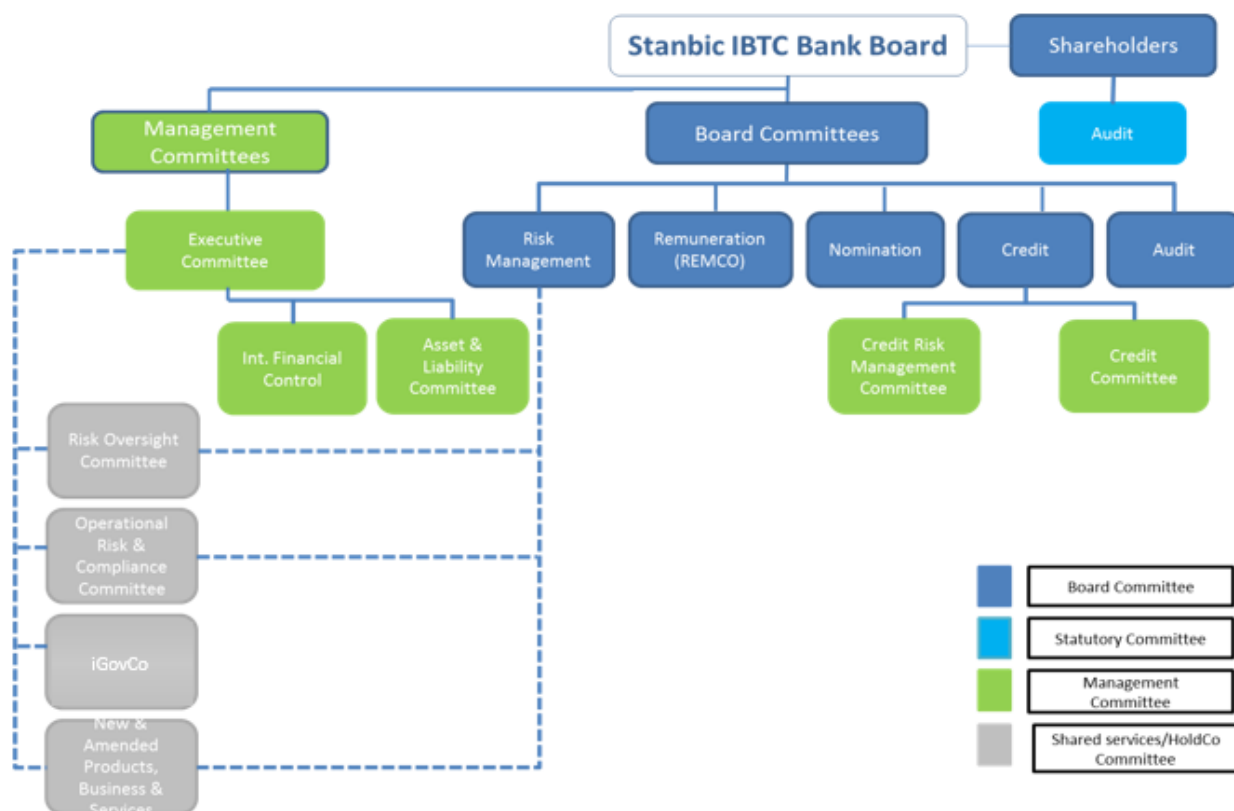 Stanbic IBTC Bank Board
Shareholders
Management
Committees
Board Committees
Audit
Executive
Committee
Risk
Management
Remuneration
(REMCO)
Nomination
Credit
Audit
Int. Financial
Control
Asset &
Liability
Committee
Credit Risk
Management
Committee
Credit
Committee
Risk Oversight
Committee
Operational
Risk &
Compliance
Committee
iGovCo
New &
Amended
Products,
Business &
Services
Board Committee
Statutory Committee
Management
Committee
Shared services/HoldCo
Committee